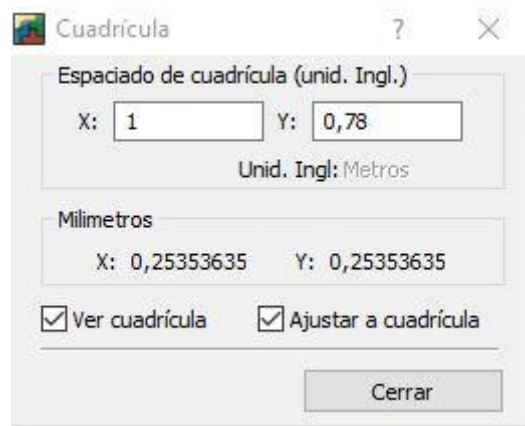 Cuadrícula ? ×
Espaciado de cuadrícula (unid. Ingl.)
X: 1 Y: 0,78
Unid. Ingl: Metros
Milimetros
X: 0,25353635 Y: 0,25353635
Ver cuadrícula Ajustar a cuadrícula
Cerrar